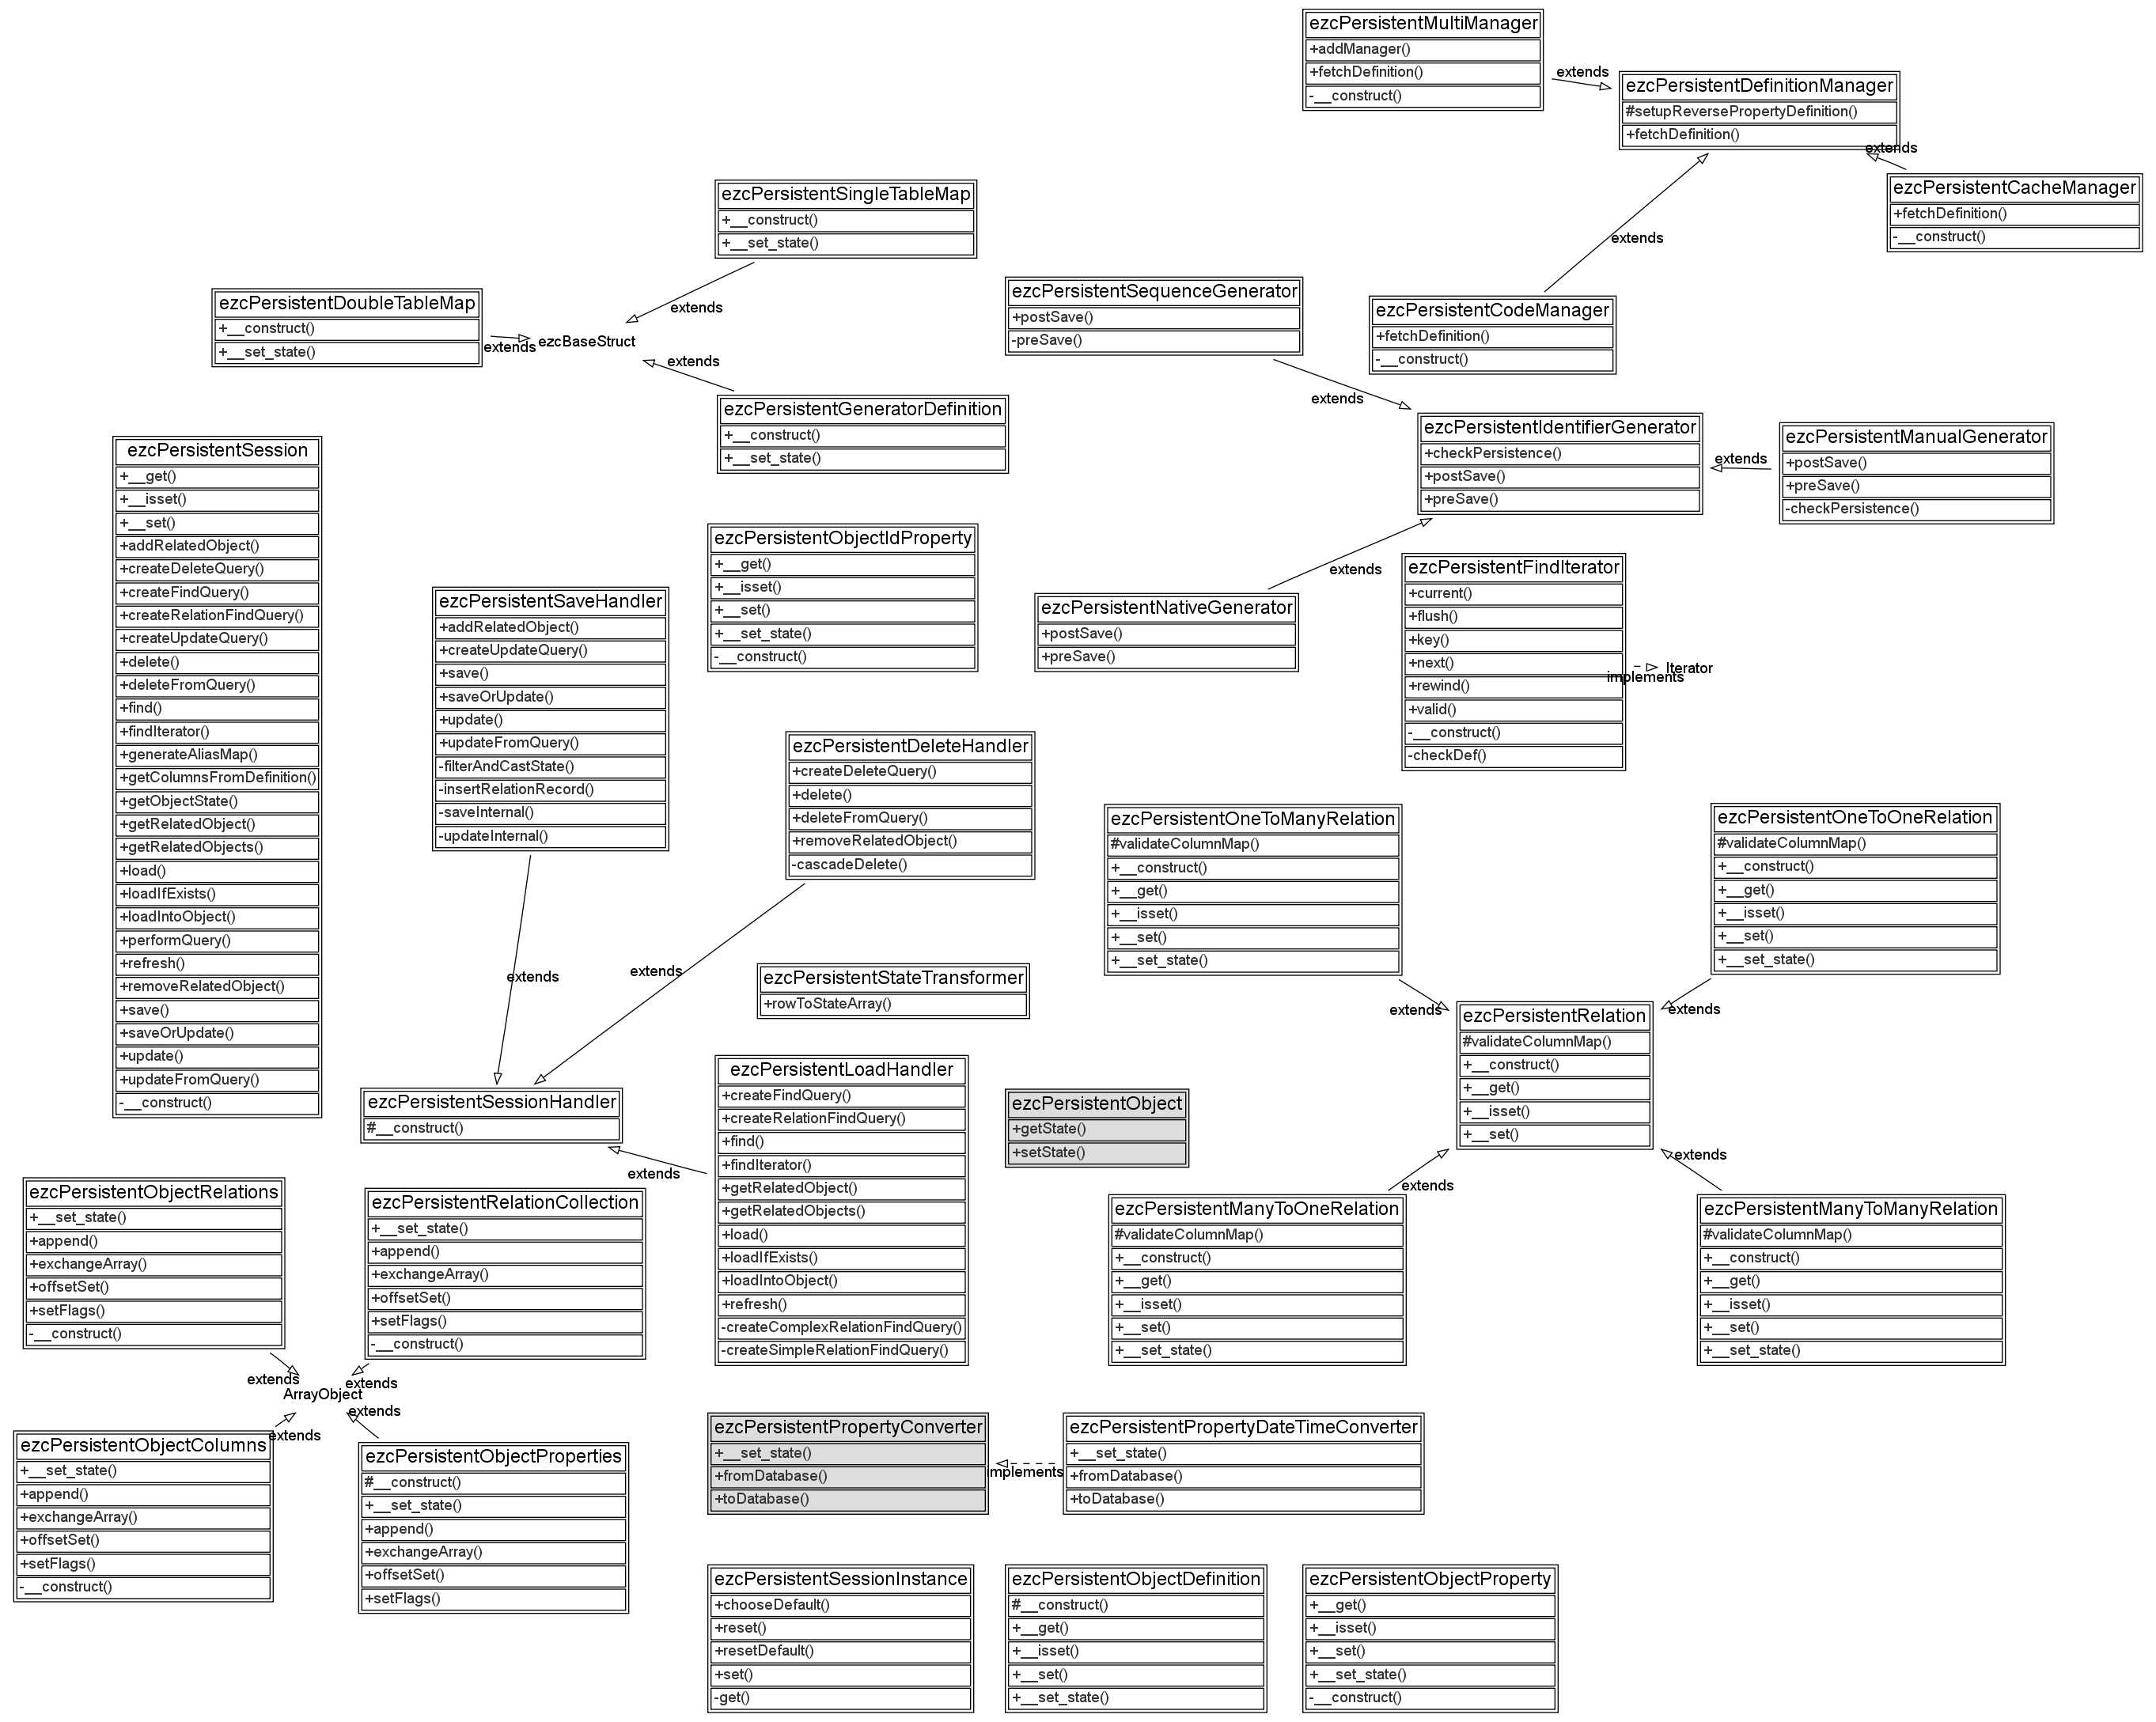 ezcPersistentMultiManager
+addManager()
+fetchDefinition()
-__construct()
extends
ezcPersistentDefinitionManager
#setupReversePropertyDefinition()
+fetchDefinition()
extends
ezcPersistentCacheManager
+fetchDefinition()
-__construct()
extends
ezcPersistentCodeManager
+fetchDefinition()
-__construct()
ezcPersistentSingleTableMap
+__construct()
+__set_state()
extends
ezcPersistentDoubleTableMap
+__construct()
+__set_state()
extends
ezcBaseStruct
extends
ezcPersistentGeneratorDefinition
+__construct()
+__set_state()
ezcPersistentSequenceGenerator
+postSave()
-preSave()
extends
ezcPersistentIdentifierGenerator
+checkPersistence()
+postSave()
+preSave()
extends
ezcPersistentManualGenerator
+postSave()
+preSave()
-checkPersistence()
extends
ezcPersistentNativeGenerator
+postSave()
+preSave()
ezcPersistentSession
+__get()
+__isset()
+__set()
+addRelatedObject()
+createDeleteQuery()
+createFindQuery()
+createRelationFindQuery()
+createUpdateQuery()
+delete()
+deleteFromQuery()
+find()
+findIterator()
+generateAliasMap()
+getColumnsFromDefinition()
+getObjectState()
+getRelatedObject()
+getRelatedObjects()
+load()
+loadIfExists()
+loadIntoObject()
+performQuery()
+refresh()
+removeRelatedObject()
+save()
+saveOrUpdate()
+update()
+updateFromQuery()
-__construct()
ezcPersistentObjectIdProperty
+__get()
+__isset()
+__set()
+__set_state()
-__construct()
ezcPersistentFindIterator
+current()
+flush()
+key()
+next()
+rewind()
+valid()
-__construct()
-checkDef()
implements
Iterator
ezcPersistentSaveHandler
+addRelatedObject()
+createUpdateQuery()
+save()
+saveOrUpdate()
+update()
+updateFromQuery()
-filterAndCastState()
-insertRelationRecord()
-saveInternal()
-updateInternal()
extends
ezcPersistentDeleteHandler
+createDeleteQuery()
+delete()
+deleteFromQuery()
+removeRelatedObject()
-cascadeDelete()
extends
ezcPersistentStateTransformer
+rowToStateArray()
ezcPersistentSessionHandler
#__construct()
extends
ezcPersistentLoadHandler
+createFindQuery()
+createRelationFindQuery()
+find()
+findIterator()
+getRelatedObject()
+getRelatedObjects()
+load()
+loadIfExists()
+loadIntoObject()
+refresh()
-createComplexRelationFindQuery()
-createSimpleRelationFindQuery()
ezcPersistentObject
+getState()
+setState()
ezcPersistentOneToManyRelation
#validateColumnMap()
+__construct()
+__get()
+__isset()
+__set()
+__set_state()
extends
ezcPersistentOneToOneRelation
#validateColumnMap()
+__construct()
+__get()
+__isset()
+__set()
+__set_state()
extends
ezcPersistentRelation
#validateColumnMap()
+__construct()
+__get()
+__isset()
+__set()
extends
ezcPersistentManyToOneRelation
#validateColumnMap()
+__construct()
+__get()
+__isset()
+__set()
+__set_state()
extends
ezcPersistentManyToManyRelation
#validateColumnMap()
+__construct()
+__get()
+__isset()
+__set()
+__set_state()
ezcPersistentObjectRelations
+__set_state()
+append()
+exchangeArray()
+offsetSet()
+setFlags()
-__construct()
extends
ezcPersistentRelationCollection
+__set_state()
+append()
+exchangeArray()
+offsetSet()
+setFlags()
-__construct()
extends
ArrayObject
extends
ezcPersistentObjectColumns
+__set_state()
+append()
+exchangeArray()
+offsetSet()
+setFlags()
-__construct()
extends
ezcPersistentObjectProperties
#__construct()
+__set_state()
+append()
+exchangeArray()
+offsetSet()
+setFlags()
ezcPersistentPropertyConverter
+__set_state()
+fromDatabase()
+toDatabase()
implements
ezcPersistentPropertyDateTimeConverter
+__set_state()
+fromDatabase()
+toDatabase()
ezcPersistentSessionInstance
+chooseDefault()
+reset()
+resetDefault()
+set()
-get()
ezcPersistentObjectDefinition
#__construct()
+__get()
+__isset()
+__set()
+__set_state()
ezcPersistentObjectProperty
+__get()
+__isset()
+__set()
+__set_state()
-__construct()